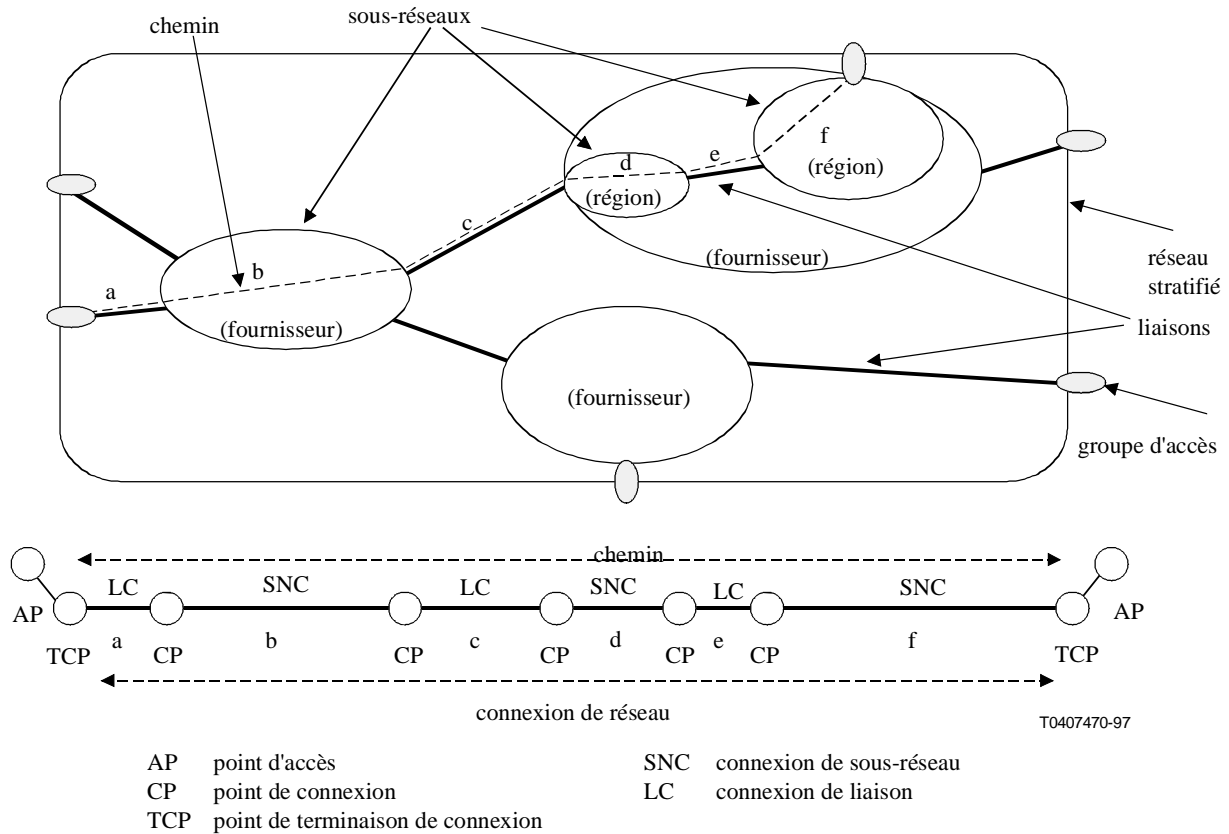 sous-réseaux
chemin
f
(région)
e
d
(région)
c
(fournisseur)
réseau
stratifié
b
a
(fournisseur)
liaisons
(fournisseur)
groupe d'accès
chemin
LC
SNC
LC
SNC
LC
SNC
AP
AP
a
b
c
d
e
f
TCP
CP
CP
CP
CP
CP
TCP
connexion de réseau
T0407470-97
AP point d'accès
SNC connexion de sous-réseau
CP point de connexion
LC connexion de liaison
TCP point de terminaison de connexion